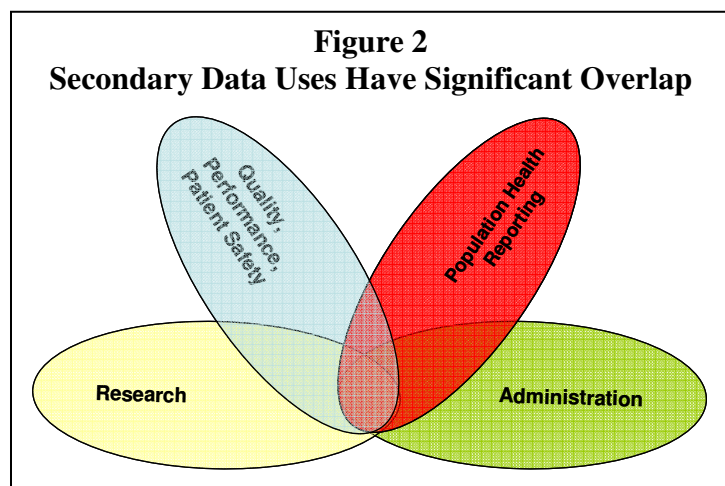 Figure 2
Secondary Data Uses Have Significant Overlap
Quality,
Performance,
Patient Safety
Population Health
Reporting
Research
Administration